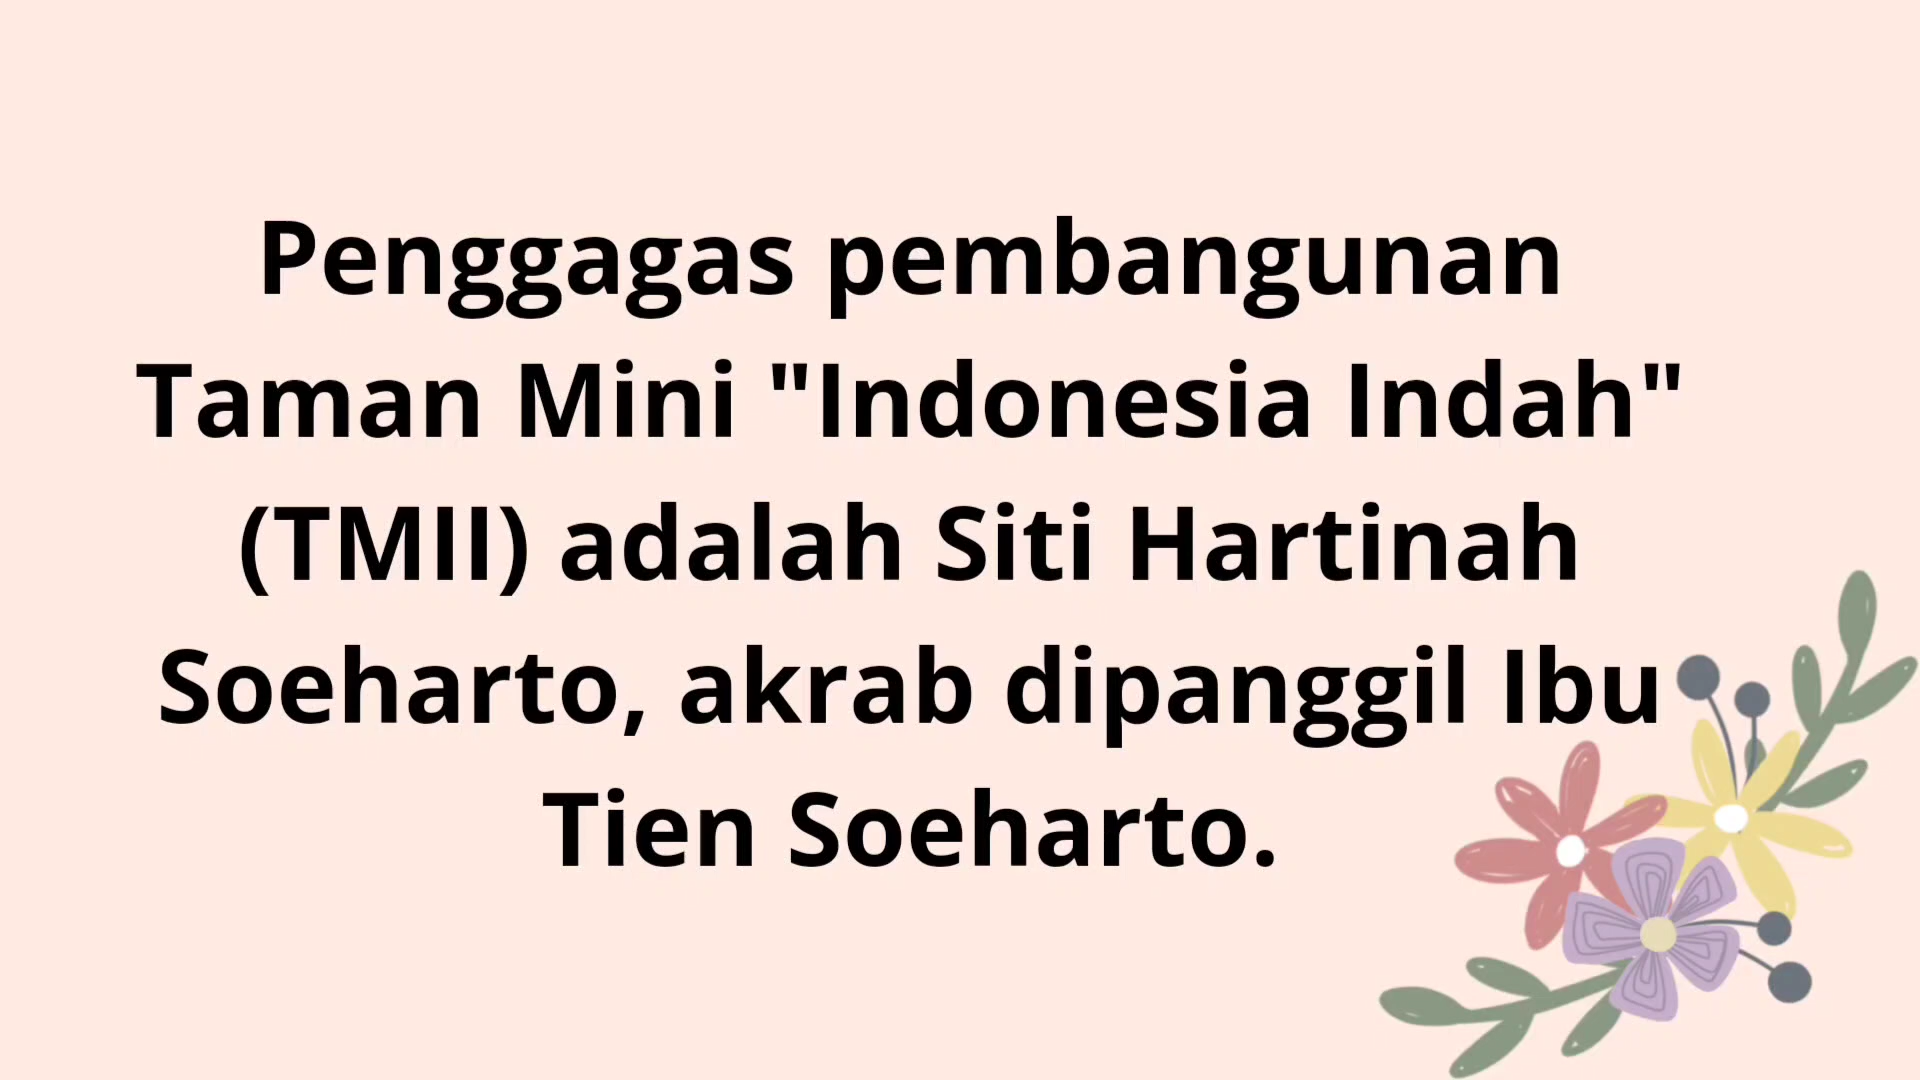 Penggagas pembangunan
Taman Mini "Indonesia Indah"
(TMII) adalah Siti Hartinah
Soeharto, akrab dipanggil Ibu
Tien Soeharto.